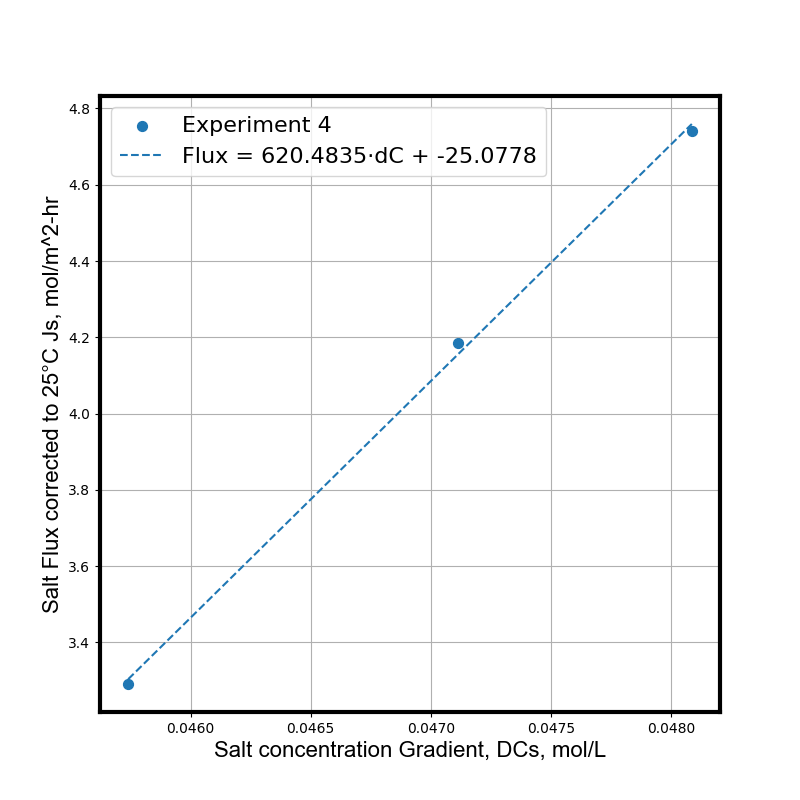 Experiment 4
Flux = 620.4835·dC + -25.0778
4.8
4.6
4.4
4.2
4.0
3.8
3.6
3.4
Salt Flux corrected to 25°C Js, mol/m^2-hr
0.0460 0.0465 0.0470 0.0475 0.0480
Salt concentration Gradient, DCs, mol/L